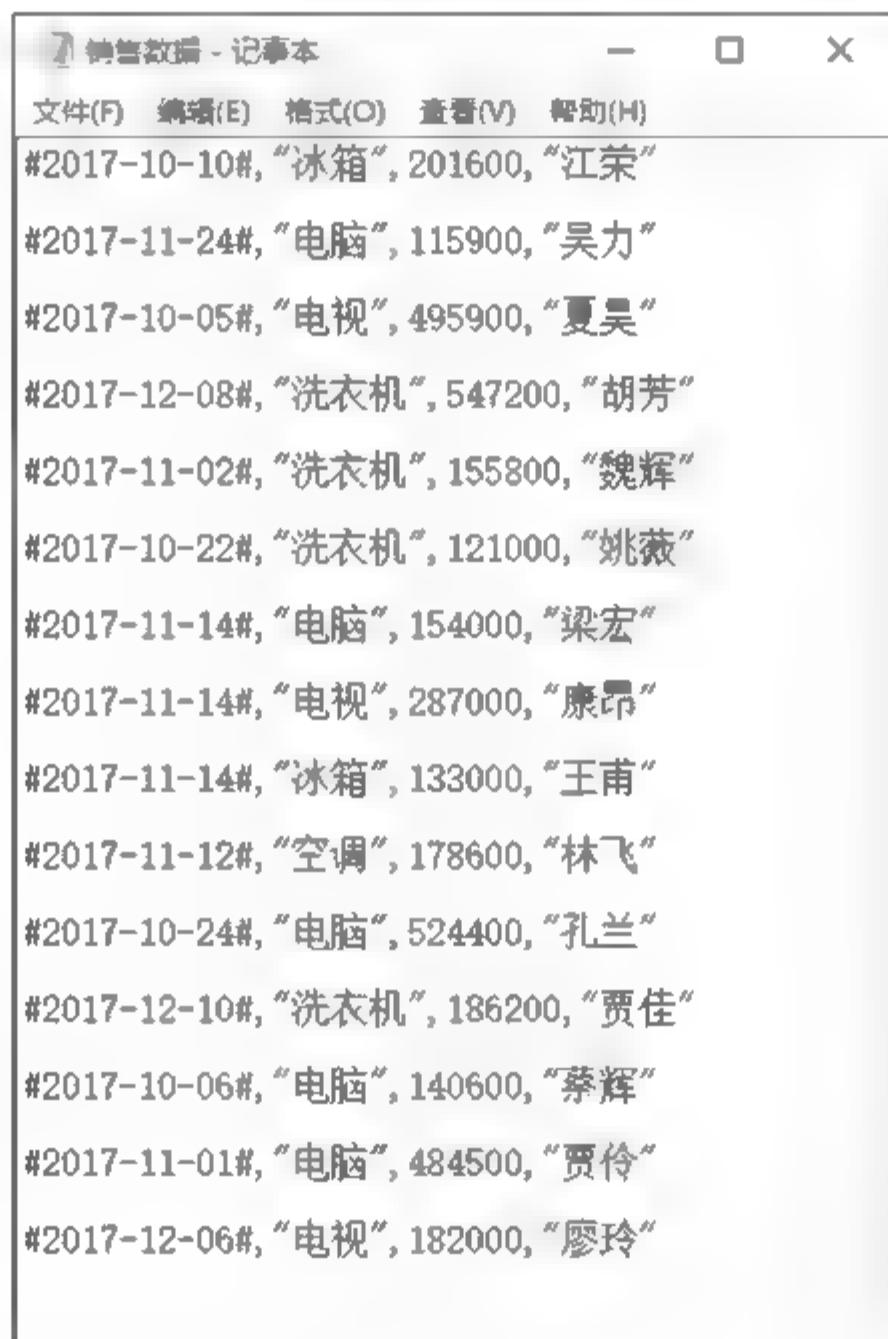 销售数据 - 记事本
文件(F) 编辑(E) 格式(O) 查看(V) 帮助(H)
#2017-10-10#, "冰箱", 201600, "江荣"
#2017-11-24#, "电脑", 115900, "吴力"
#2017-10-05#, "电视", 495900, "夏昊"
#2017-12-08#, "洗衣机", 547200, "胡芳"
#2017-11-02#, "洗衣机", 155800, "魏辉"
#2017-10-22#, "洗衣机", 121000, "姚薇"
#2017-11-14#, "电脑", 154000, "梁宏"
#2017-11-14#, "电视", 287000, "康昂"
#2017-11-14#, "冰箱", 133000, "王甫"
#2017-11-12#, "空调", 178600, "林飞"
#2017-10-24#, "电脑", 524400, "孔兰"
#2017-12-10#, "洗衣机", 186200, "贾佳"
#2017-10-06#, "电脑", 140600, "蔡辉"
#2017-11-01#, "电脑", 484500, "贾伶"
#2017-12-06#, "电视", 182000, "廖玲"